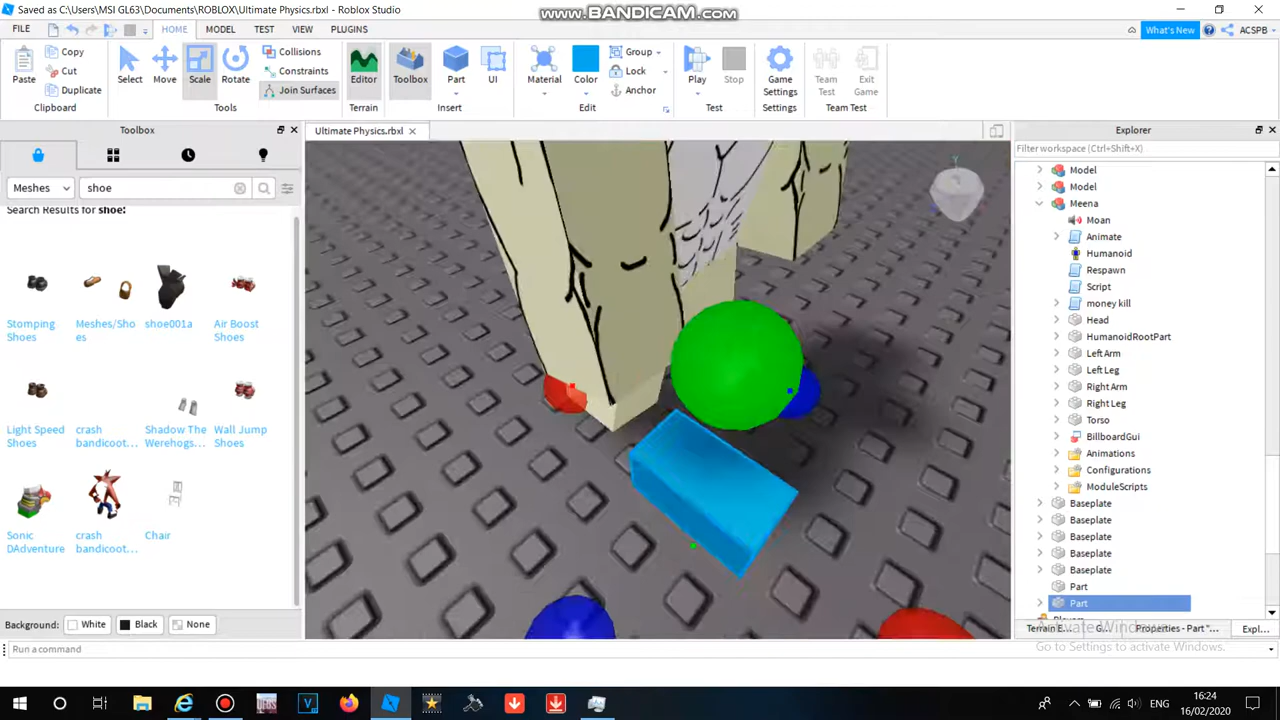 Saved as C:\Users\MSI GL63\Documents\ROBLOX\Ultimate Physics.rbxl - Roblox Studio
www.BANDICAM.com
FILE HOME MODEL TEST VIEW PLUGINS What's New ACSPB
Paste Copy Cut Duplicate Clipboard
Select Move Scale Rotate Collisions Constraints Join Surfaces Tools
Editor Terrain
Toolbox Part UI Insert
Material Color Group Lock Anchor Edit
Play Stop Test
Game Settings Settings
Team Test Exit Game Team Test
Toolbox
Meshes shoe
Search Results for shoe:
Stomping Shoes
Meshes/Shoes
shoe001a
Air Boost Shoes
Light Speed Shoes
crash bandicoot...
Shadow The Werehogs...
Wall Jump Shoes
Sonic DAdventure
crash bandicoot...
Chair
Background: White Black None
Run a command
Ultimate Physics.rbxl
Explorer
Filter workspace (Ctrl+Shift+X)
Model
Model
Meena
Moan
Animate
Humanoid
Respawn
Script
money kill
Head
HumanoidRootPart
Left Arm
Left Leg
Right Arm
Right Leg
Torso
BillboardGui
Animations
Configurations
ModuleScripts
Baseplate
Baseplate
Baseplate
Baseplate
Baseplate
Part
Part
Activate Windows
Go to Settings to activate Windows.
Terrain E... G... Properties - Part "... Expl...
ENG
16:24
16/02/2020